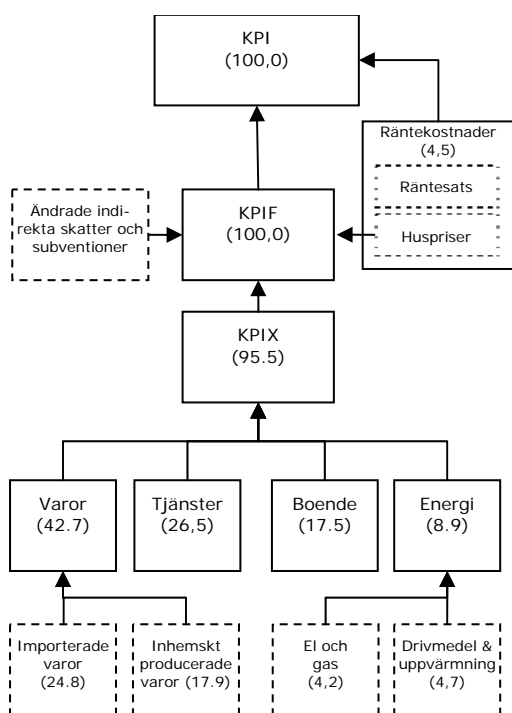 KPI
(100,0)
Räntekostnader
(4,5)
Räntesats
Huspriser
Ändrade indi-
rekta skatter och
subventioner
KPIF
(100,0)
KPIX
(95.5)
Varor
(42.7)
Tjänster
(26,5)
Boende
(17.5)
Energi
(8.9)
Importerade
varor
(24.8)
Inhemskt
producerade
varor (17.9)
El och
gas
(4,2)
Drivmedel &
uppvärmning
(4,7)